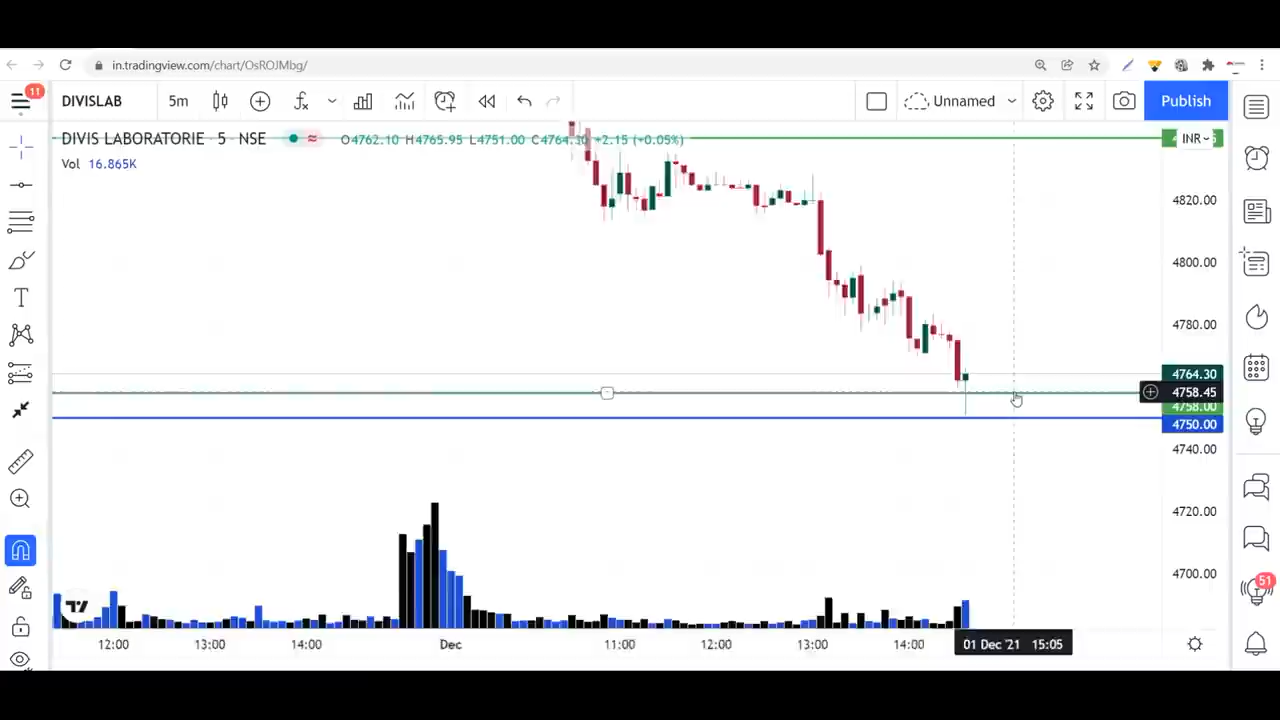 in.tradingview.com/chart/OsROJMbg/
11
DIVISLAB
5m
Unnamed
Publish
DIVIS LABORATORIE · 5 · NSE
O4762.10 H4765.95 L4751.00 C4764.30 +2.15 (+0.05%)
INR
Vol 16.865K
4820.00
4800.00
4780.00
4764.30
4758.45
4758.00
4750.00
4740.00
4720.00
4700.00
51
12:00
13:00
14:00
Dec
11:00
12:00
13:00
14:00
01 Dec '21 15:05